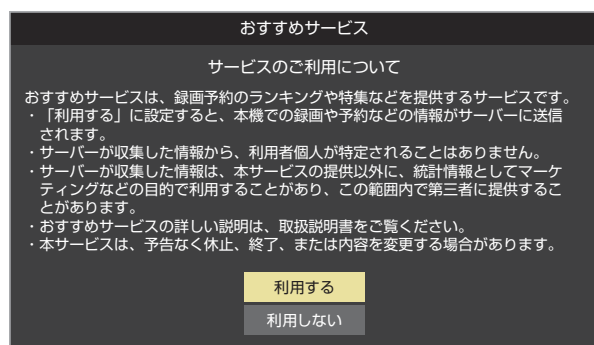 おすすめサービス
サービスのご利用について
おすすめサービスは、録画予約のランキングや特集などを提供するサービスです。
・「利用する」に設定すると、本機での録画や予約などの情報がサーバーに送信
されます。
・サーバーが収集した情報から、利用者個人が特定されることはありません。
・サーバーが収集した情報は、本サービスの提供以外に、統計情報としてマーケ
ティングなどの目的で利用することがあり、この範囲内で第三者に提供するこ
とがあります。
・おすすめサービスの詳しい説明は、取扱説明書をご覧ください。
・本サービスは、予告なく休止、終了、または内容を変更する場合があります。
利用する
利用しない